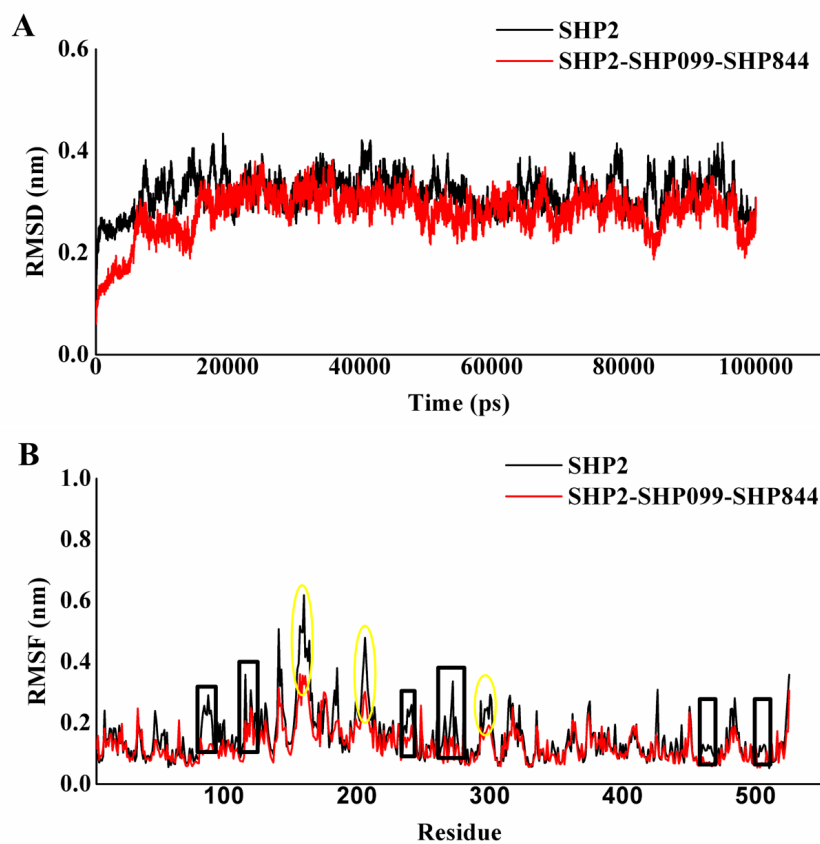 A
SHP2
SHP2-SHP099-SHP844
RMSD (nm)
0.6
0.4
0.2
0.0
0 20000 40000 60000 80000 100000
Time (ps)
B
SHP2
SHP2-SHP099-SHP844
RMSF (nm)
1.0
0.8
0.6
0.4
0.2
0.0
100 200 300 400 500
Residue